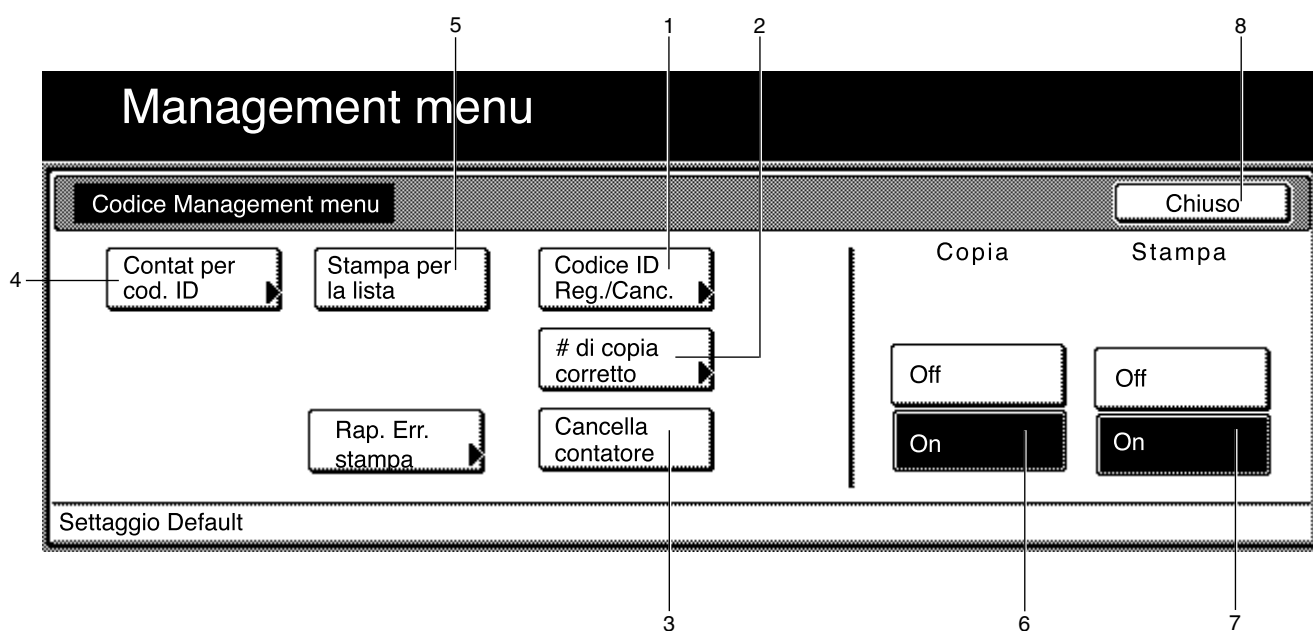 5 1 2 8
Management menu
Codice Management menu
Chiuso
4
Contat per
cod. ID
Stampa per
la lista
Codice ID
Reg./Canc.
# di copia
corretto
Rap. Err.
stampa
Cancella
contatore
Copia
Off
On
Stampa
Off
On
Settaggio Default
3 6 7